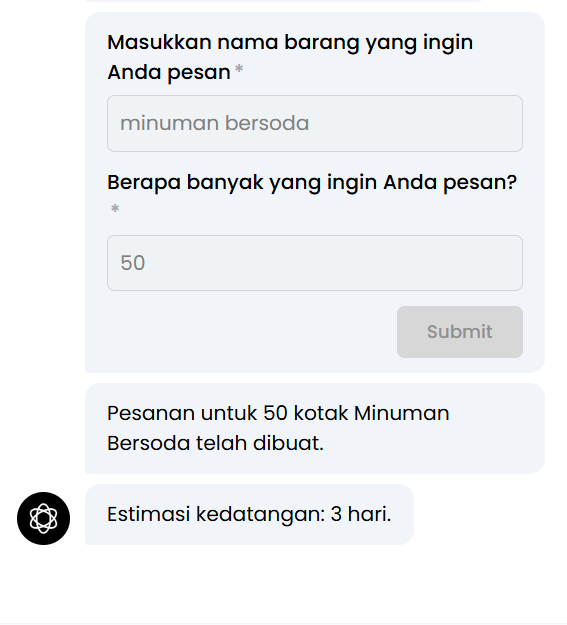 Masukkan nama barang yang ingin
Anda pesan *
minuman bersoda
Berapa banyak yang ingin Anda pesan?
*
50
Submit
Pesanan untuk 50 kotak Minuman
Bersoda telah dibuat.
Estimasi kedatangan: 3 hari.